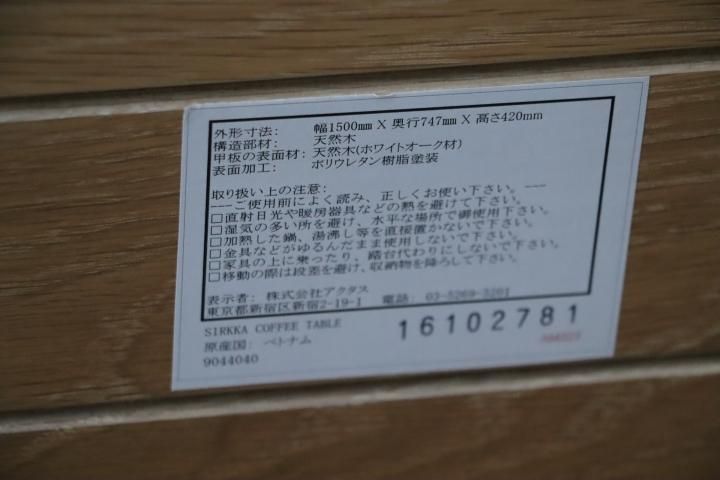 外形寸法: 幅1500mm X 奥行747mm X 高さ420mm
構造部材: 天然木
甲板の表面材: 天然木(ホワイトオーク材)
表面加工: ポリウレタン樹脂塗装
取り扱い上の注意:
---ご使用前によく読み、正しくお使い下さい。---
□直射日光や暖房器具などの熱を避けて下さい。
□湿気の多い所を避け、水平な場所で御使用下さい。
□加熱した鍋、湯沸し等を直接置かないで下さい。
□金具などがゆるんだまま使用しないで下さい。
□家具の上に乗ったり、踏台代わりにしないで下さい。
□移動の際は段差を避け、収納物を降ろして下さい。
表示者: 株式会社アクタス
東京都新宿区新宿2-19-1 電話: 03-5269-3201
SIRKKA COFFEE TABLE
原産国: ベトナム
9044040
16102781